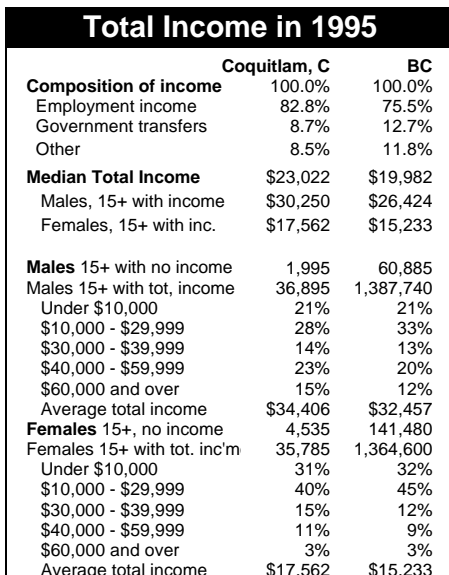 Total Income in 1995
Coquitlam, C BC
Composition of income 100.0% 100.0%
Employment income 82.8% 75.5%
Government transfers 8.7% 12.7%
Other 8.5% 11.8%
Median Total Income $23,022 $19,982
Males, 15+ with income $30,250 $26,424
Females, 15+ with inc. $17,562 $15,233
Males 15+ with no income 1,995 60,885
Males 15+ with tot, income 36,895 1,387,740
Under $10,000 21% 21%
$10,000 - $29,999 28% 33%
$30,000 - $39,999 14% 13%
$40,000 - $59,999 23% 20%
$60,000 and over 15% 12%
Average total income $34,406 $32,457
Females 15+, no income 4,535 141,480
Females 15+ with tot. inc'm 35,785 1,364,600
Under $10,000 31% 32%
$10,000 - $29,999 40% 45%
$30,000 - $39,999 15% 12%
$40,000 - $59,999 11% 9%
$60,000 and over 3% 3%
Average total income $17,562 $15,233